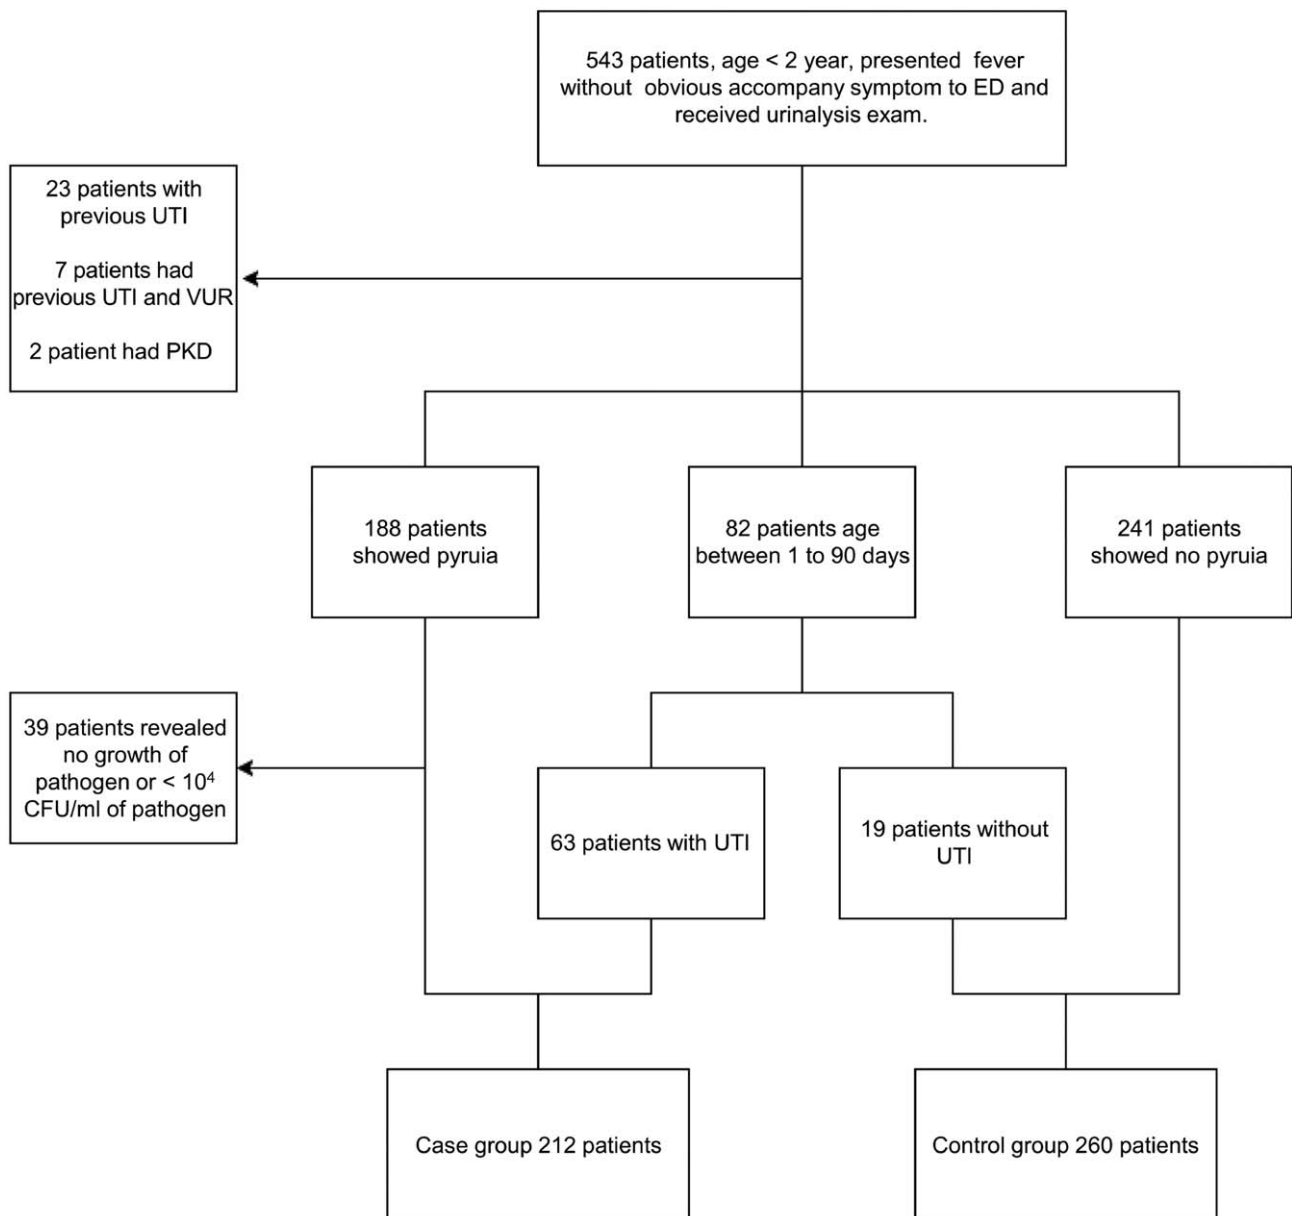 543 patients, age < 2 year, presented  fever
without  obvious accompany symptom to ED and
received urinalysis exam.
23 patients with
previous UTI
7 patients had
previous UTI and VUR
2 patient had PKD
188 patients
showed pyruia
82 patients age
between 1 to 90 days
241 patients
showed no pyruia
39 patients revealed
no growth of
pathogen or < 10⁴
CFU/ml of pathogen
63 patients with UTI
19 patients without
UTI
Case group 212 patients
Control group 260 patients